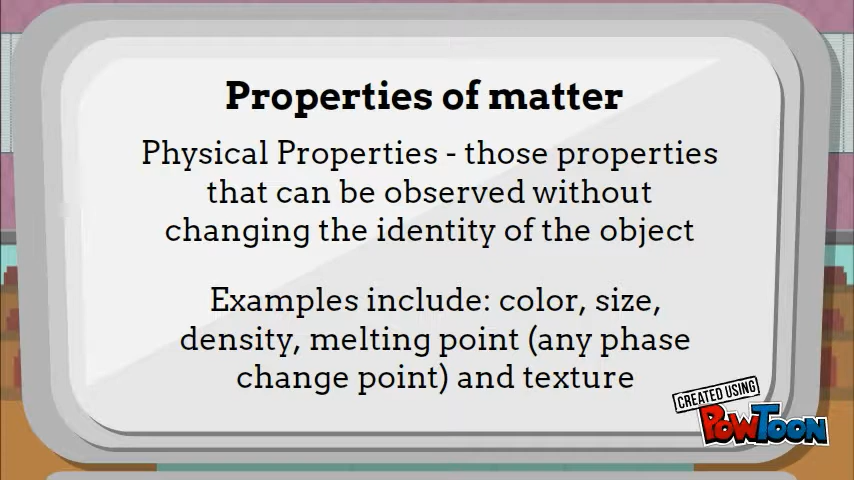 Properties of matter
Physical Properties - those properties
that can be observed without
changing the identity of the object
Examples include: color, size,
density, melting point (any phase
change point) and texture
CREATED USING
POWTOON